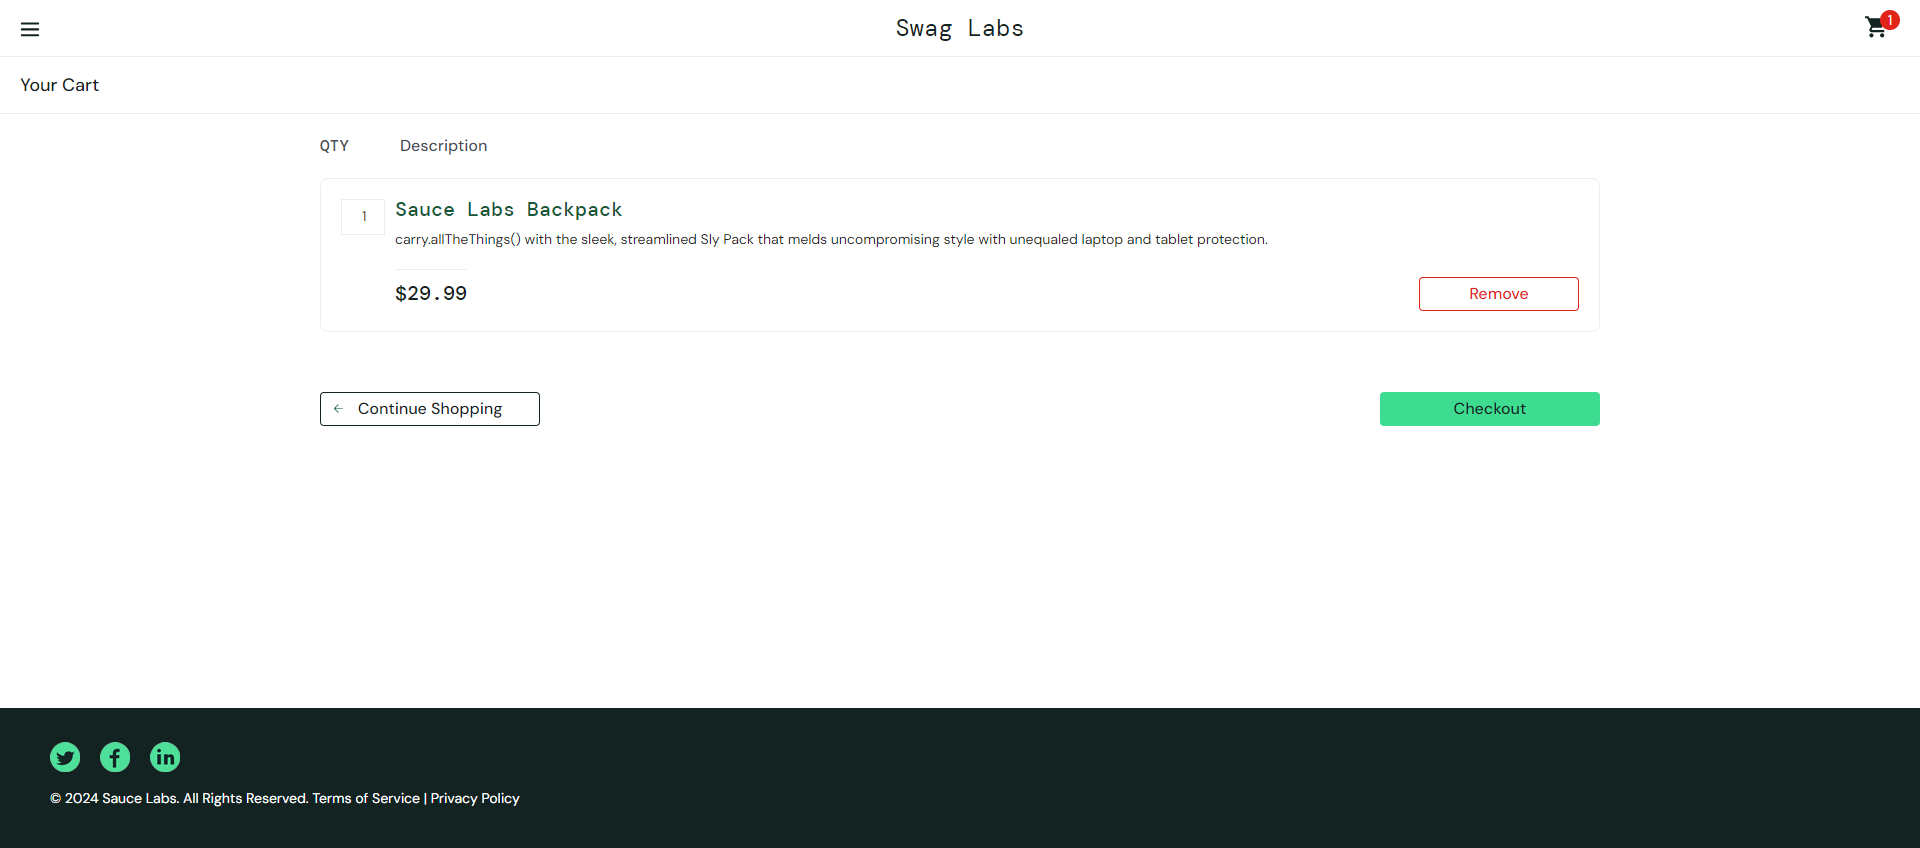 Swag Labs
1
Your Cart
QTY Description
1 Sauce Labs Backpack
carry.allTheThings() with the sleek, streamlined Sly Pack that melds uncompromising style with unequaled laptop and tablet protection.
$29.99 Remove
Continue Shopping Checkout
© 2024 Sauce Labs. All Rights Reserved. Terms of Service | Privacy Policy